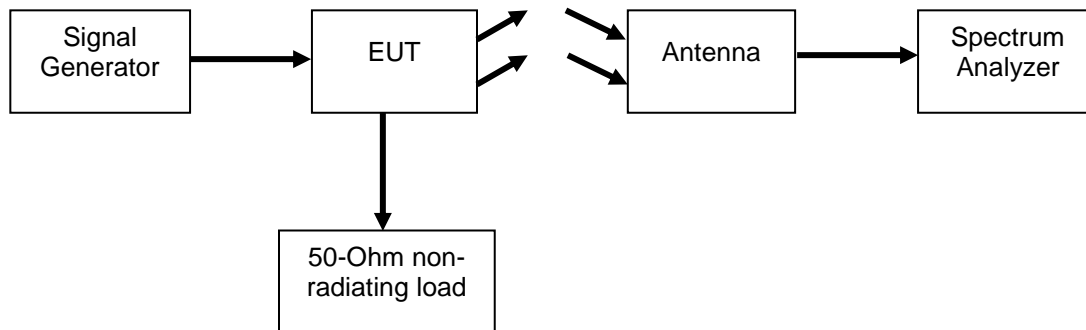 Signal
Generator
EUT
Antenna
Spectrum
Analyzer
50-Ohm non-
radiating load